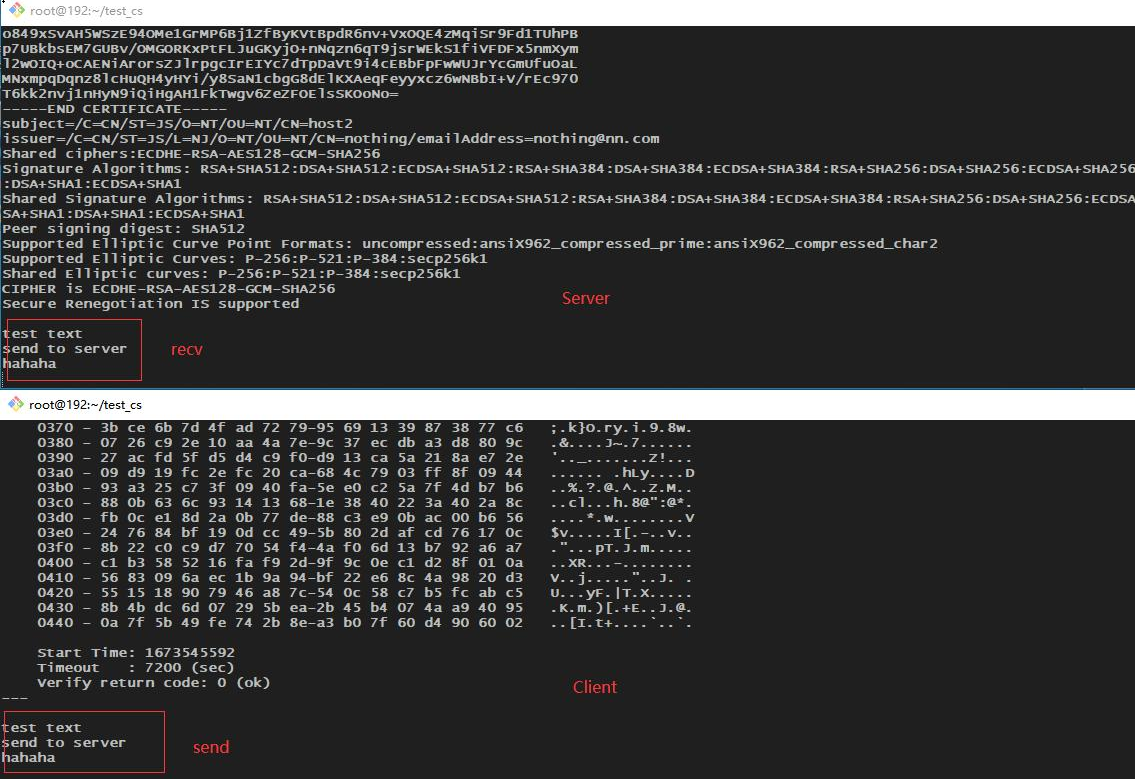 root@192:~/test_cs
o849xSvAH5WSzE94OMe1GrMP6Bj1ZfByKVtBpdR6nv+VxOQE4zMqiSr9Fd1TUhPB
p7UBkbsEM7GUBv/OMGORKxPtFLJuGKyjO+nNqzn6qT9jsrWEkS1fiVFDFx5nmXym
l2wOIQ+oCAENiArorsZJlrpgcIrEIYc7dTpDaVt9i4cEBbFpFwWUJrYcGmUfuOaL
MNxmpqDqnz8lcHuQH4yHYi/y8SaN1cbgG8dElKXAeqFeyyxcz6wNBbI+V/rEc97O
T6kk2nvj1nHyN9iQiHgAH1FkTwgv6ZeZFOElsSKOoNo=
-----END CERTIFICATE-----
subject=/C=CN/ST=JS/O=NT/OU=NT/CN=host2
issuer=/C=CN/ST=JS/L=NJ/O=NT/OU=NT/CN=nothing/emailAddress=nothing@nn.com
Shared ciphers:ECDHE-RSA-AES128-GCM-SHA256
Signature Algorithms: RSA+SHA512:DSA+SHA512:ECDSA+SHA512:RSA+SHA384:DSA+SHA384:ECDSA+SHA384:RSA+SHA256:DSA+SHA256:ECDSA+SHA256
:DSA+SHA1:ECDSA+SHA1
Shared Signature Algorithms: RSA+SHA512:DSA+SHA512:ECDSA+SHA512:RSA+SHA384:DSA+SHA384:ECDSA+SHA384:RSA+SHA256:DSA+SHA256:ECDSA
SA+SHA1:DSA+SHA1:ECDSA+SHA1
Peer signing digest: SHA512
Supported Elliptic Curve Point Formats: uncompressed:ansiX962_compressed_prime:ansiX962_compressed_char2
Supported Elliptic Curves: P-256:P-521:P-384:secp256k1
Shared Elliptic curves: P-256:P-521:P-384:secp256k1
CIPHER is ECDHE-RSA-AES128-GCM-SHA256
Secure Renegotiation IS supported
Server
test text
send to server
hahaha
recv
root@192:~/test_cs
0370 - 3b ce 6b 7d 4f ad 72 79-95 69 13 39 87 38 77 c6   ;.k}O.ry.i.9.8w.
0380 - 07 26 c9 2e 10 aa 4a 7e-9c 37 ec db a3 d8 80 9c   .&....J~.7......
0390 - 27 ac fd 5f d5 d4 c9 f0-d9 13 ca 5a 21 8a e7 2e   '.._.......Z!...
03a0 - 09 d9 19 fc 2e fc 20 ca-68 4c 79 03 ff 8f 09 44   ...... .hLy....D
03b0 - 93 a3 25 c7 3f 09 40 fa-5e e0 c2 5a 7f 4d b7 b6   ..%.?.@.^..Z.M..
03c0 - 88 0b 63 6c 93 14 13 68-1e 38 40 22 3a 40 2a 8c   ..cl...h.8@":@*.
03d0 - fb 0c e1 8d 2a 0b 77 de-88 c3 e9 0b ac 00 b6 56   ....*.w........V
03e0 - 24 76 84 bf 19 0d cc 49-5b 80 2d af cd 76 17 0c   $v.....I[.-..v..
03f0 - 8b 22 c0 c9 d7 70 54 f4-4a f0 6d 13 b7 92 a6 a7   ."...pT.J.m.....
0400 - c1 b3 58 52 16 fa f9 2d-9f 9c 0e c1 d2 8f 01 0a   ..XR...-........
0410 - 56 83 09 6a ec 1b 9a 94-bf 22 e6 8c 4a 98 20 d3   V..j....."..J. .
0420 - 55 15 18 90 79 46 a8 7c-54 0c 58 c7 b5 fc ab c5   U...yF.|T.X.....
0430 - 8b 4b dc 6d 07 29 5b ea-2b 45 b4 07 4a a9 40 95   .K.m.)[.+E..J.@.
0440 - 0a 7f 5b 49 fe 74 2b 8e-a3 b0 7f 60 d4 90 60 02   ..[I.t+....`..`.
Start Time: 1673545592
Timeout   : 7200 (sec)
Verify return code: 0 (ok)
Client
---
test text
send to server
hahaha
send